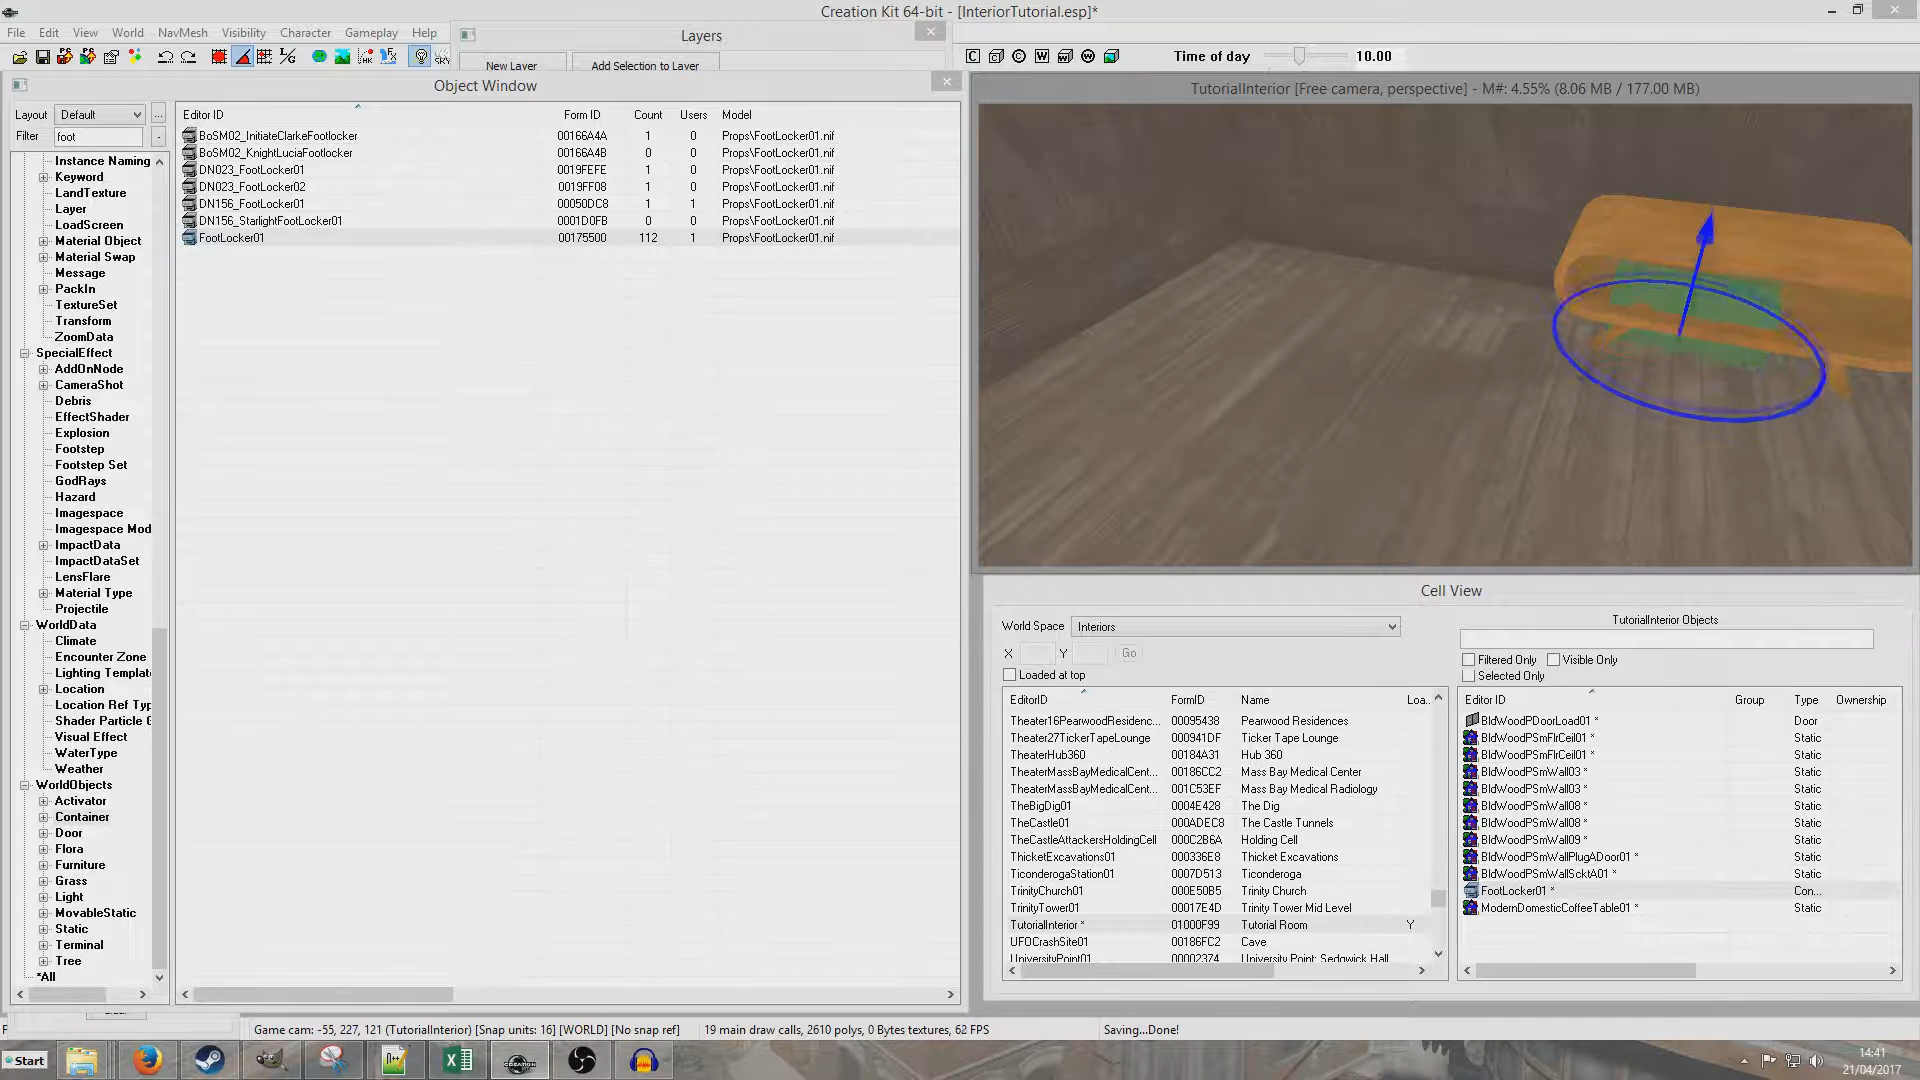 Creation Kit 64-bit - [InteriorTutorial.esp]*
File Edit View World NavMesh Visibility Character Gameplay Help
Layers
New Layer Add Selection to Layer
Time of day 10.00
Object Window
Layout Default ...
Filter foot
Editor ID Form ID Count Users Model
BoSM02_InitiateClarkeFootlocker 00166A4A 1 0 Props\FootLocker01.nif
BoSM02_KnightLuciaFootlocker 00166A4B 0 0 Props\FootLocker01.nif
DN023_FootLocker01 0019FEFE 1 0 Props\FootLocker01.nif
DN023_FootLocker02 0019FF08 1 0 Props\FootLocker01.nif
DN156_FootLocker01 00050DC8 1 1 Props\FootLocker01.nif
DN156_StarlightFootLocker01 0001D0FB 0 0 Props\FootLocker01.nif
FootLocker01 00175500 112 1 Props\FootLocker01.nif
Instance Naming
Keyword
LandTexture
Layer
LoadScreen
Material Object
Material Swap
Message
PackIn
TextureSet
Transform
ZoomData
SpecialEffect
AddOnNode
CameraShot
Debris
EffectShader
Explosion
Footstep
Footstep Set
GodRays
Hazard
Imagespace
Imagespace Mod
ImpactData
ImpactDataSet
LensFlare
Material Type
Projectile
WorldData
Climate
Encounter Zone
Lighting Template
Location
Location Ref Typ
Shader Particle G
Visual Effect
WaterType
Weather
WorldObjects
Activator
Container
Door
Flora
Furniture
Grass
Light
MovableStatic
Static
Terminal
Tree
*All
TutorialInterior [Free camera, perspective] - M#: 4.55% (8.06 MB / 177.00 MB)
Cell View
World Space Interiors
X Y Go
Loaded at top
EditorID FormID Name Loa...
Theater16PearwoodResidenc... 00095438 Pearwood Residences
Theater27TickerTapeLounge 000941DF Ticker Tape Lounge
TheaterHub360 00184A31 Hub 360
TheaterMassBayMedicalCent... 00186CC2 Mass Bay Medical Center
TheaterMassBayMedicalCent... 001C53EF Mass Bay Medical Radiology
TheBigDig01 0004E428 The Dig
TheCastle01 000ADEC8 The Castle Tunnels
TheCastleAttackersHoldingCell 000C2B6A Holding Cell
ThicketExcavations01 000336E8 Thicket Excavations
TiconderogaStation01 0007D513 Ticonderoga
TrinityChurch01 000E50B5 Trinity Church
TrinityTower01 00017E4D Trinity Tower Mid Level
TutorialInterior * 01000F99 Tutorial Room Y
UFOCrashSite01 00186FC2 Cave
UniversityPoint01 00002374 University Point: Sedgwick Hall
TutorialInterior Objects
Filtered Only Visible Only
Selected Only
Editor ID Group Type Ownership
BldWoodPDoorLoad01 * Door
BldWoodPSmFlrCeil01 * Static
BldWoodPSmFlrCeil01 * Static
BldWoodPSmWall03 * Static
BldWoodPSmWall03 * Static
BldWoodPSmWall08 * Static
BldWoodPSmWall08 * Static
BldWoodPSmWall09 * Static
BldWoodPSmWallPlugADoor01 * Static
BldWoodPSmWallScktA01 * Static
FootLocker01 * Con...
ModernDomesticCoffeeTable01 * Static
Game cam: -55, 227, 121 (TutorialInterior) [Snap units: 16] [WORLD] [No snap ref] 19 main draw calls, 2610 polys, 0 Bytes textures, 62 FPS Saving...Done!
Start 14:41
21/04/2017